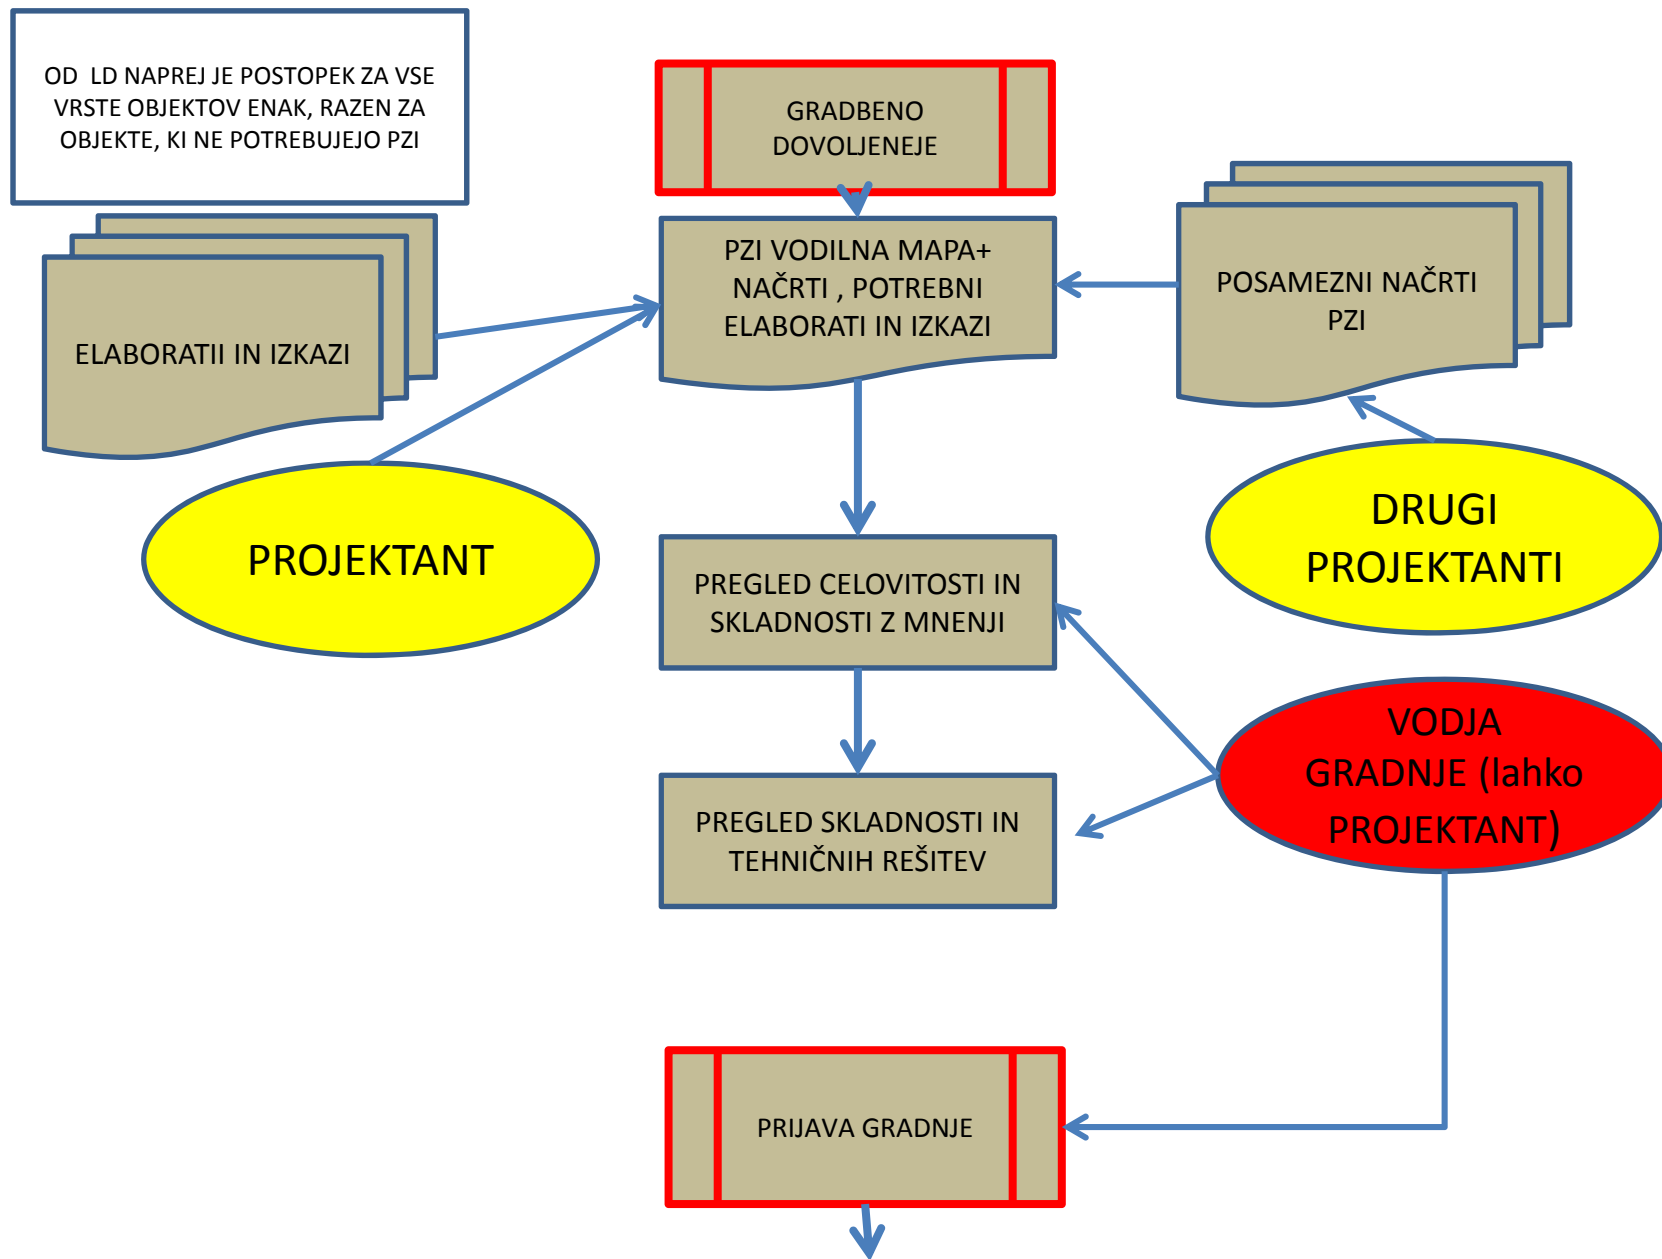 OD LD NAPREJ JE POSTOPEK ZA VSE
VRSTE OBJEKTOV ENAK, RAZEN ZA
OBJEKTE, KI NE POTREBUJEJO PZI
GRADBENO
DOVOLJENEJE
PZI VODILNA MAPA+
NAČRTI , POTREBNI
ELABORATI IN IZKAZI
POSAMEZNI NAČRTI
PZI
ELABORATII IN IZKAZI
PROJEKTANT
DRUGI
PROJEKTANTI
PREGLED CELOVITOSTI IN
SKLADNOSTI Z MNENJI
VODJA
GRADNJE (lahko
PROJEKTANT)
PREGLED SKLADNOSTI IN
TEHNIČNIH REŠITEV
PRIJAVA GRADNJE